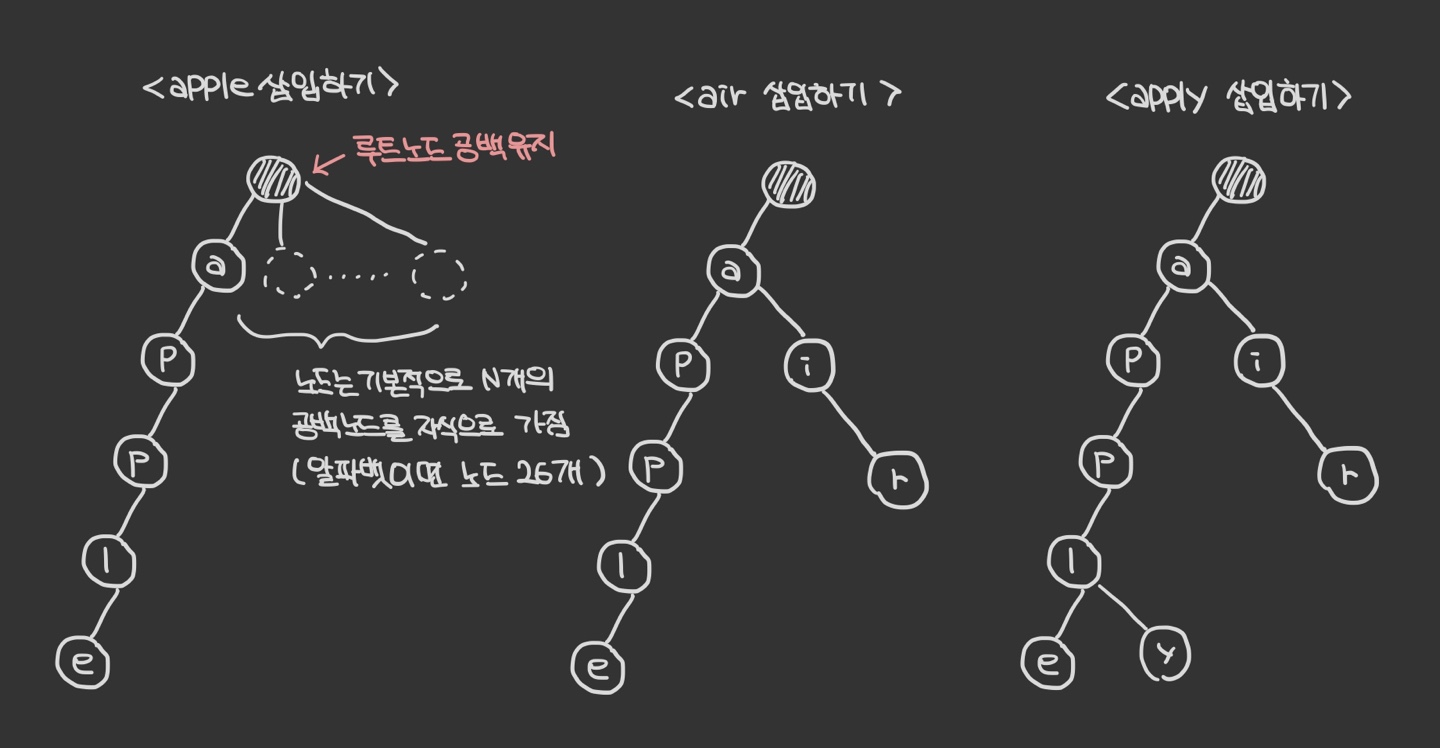 <apple 삽입하기>
루트노드 공백유지
a
P
P
l
e
노드는 기본적으로 N개의
공백노드를 자식으로 가짐
(알파벳이면 노드 26개)
<air 삽입하기>
a
P
i
P
r
l
e
<apply 삽입하기>
a
P
i
P
r
l
e
y